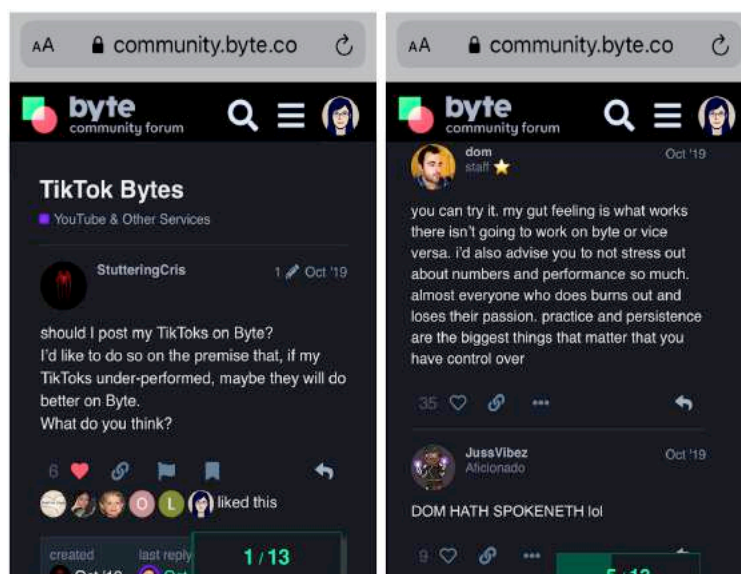 AA community.byte.co
byte
community forum
TikTok Bytes
YouTube & Other Services
StutteringCris 1 Oct '19
should I post my TikToks on Byte?
I'd like to do so on the premise that, if my
TikToks under-performed, maybe they will do
better on Byte.
What do you think?
6
O L liked this
created last reply
1 / 13
AA community.byte.co
byte
community forum
dom Oct '19
staff
you can try it. my gut feeling is what works
there isn't going to work on byte or vice
versa. i'd also advise you to not stress out
about numbers and performance so much.
almost everyone who does burns out and
loses their passion. practice and persistence
are the biggest things that matter that you
have control over
35
JussVibez Oct '19
Aficionado
DOM HATH SPOKENETH lol
9